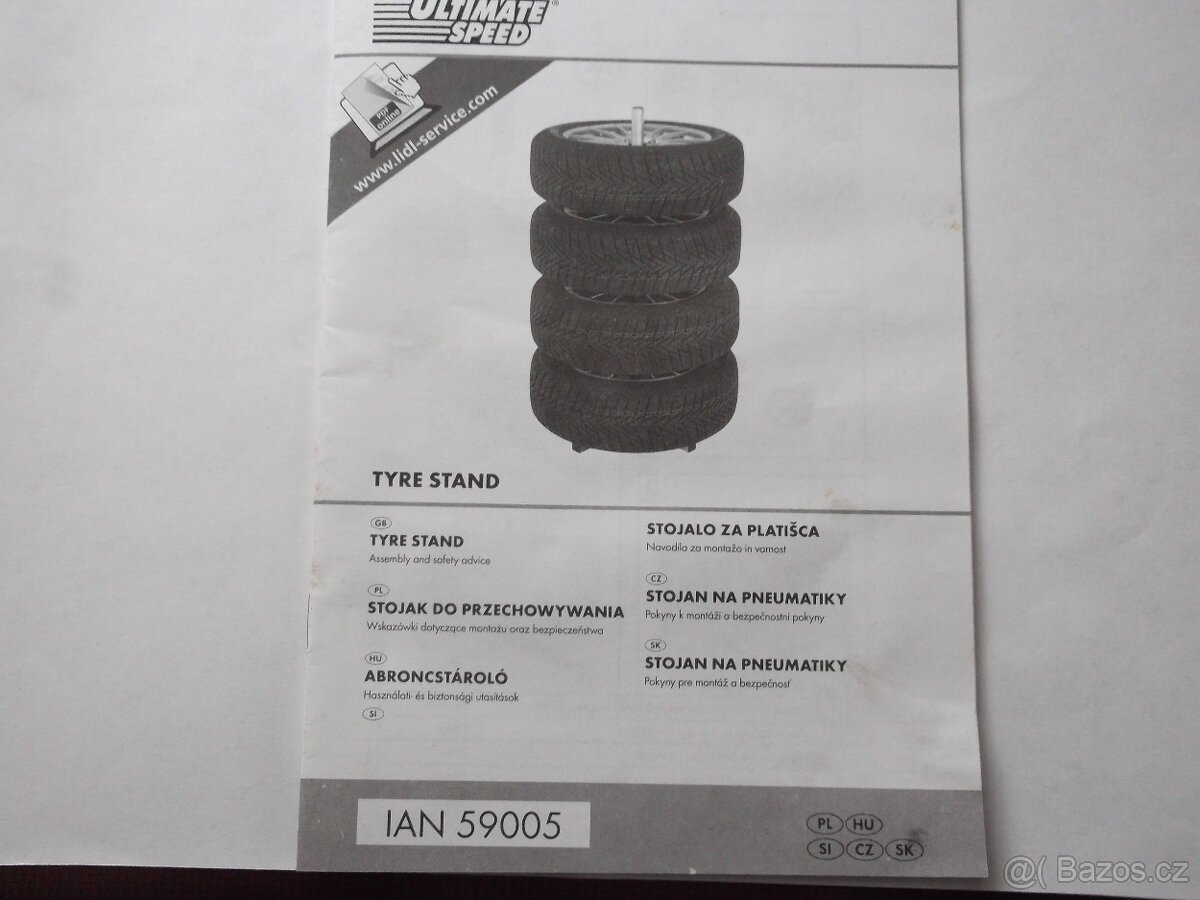 ULTIMATE
SPEED®
PDF
online
www.lidl-service.com
TYRE STAND
GB
TYRE STAND
Assembly and safety advice
PL
STOJAK DO PRZECHOWYWANIA
Wskazówki dotyczące montażu oraz bezpieczeństwa
HU
ABRONCSTÁROLÓ
Használati- és biztonsági utasítások
SI
STOJALO ZA PLATIŠCA
Navodila za montažo in varnost
CZ
STOJAN NA PNEUMATIKY
Pokyny k montáži a bezpečnostní pokyny
SK
STOJAN NA PNEUMATIKY
Pokyny pre montáž a bezpečnosť
IAN 59005
PL HU
SI CZ SK
@( Bazos.cz